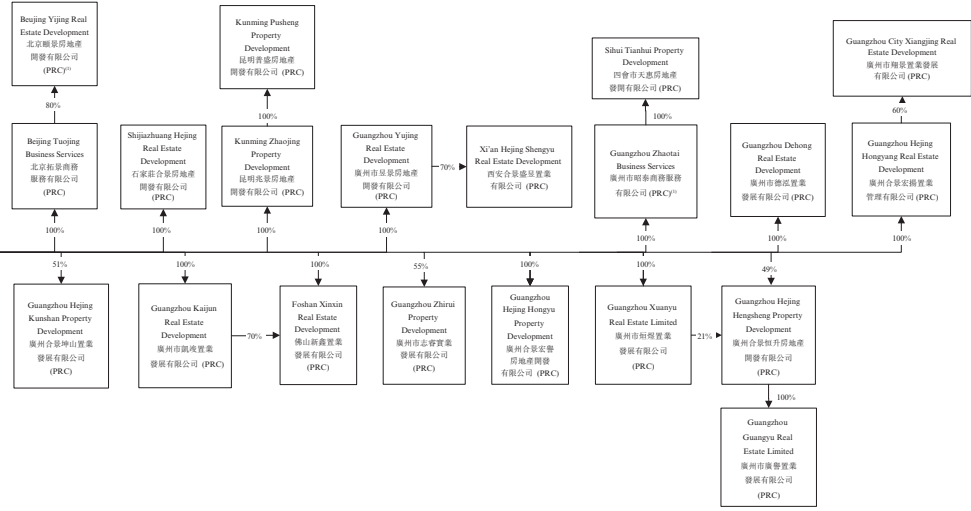 Beujing Yijing Real
Estate Development
北京頤景房地產
開發有限公司
(PRC)⁽³⁾
80%
Beijing Tuojing
Business Services
北京拓景商務
服務有限公司
(PRC)
100%
Shijiazhuang Hejing
Real Estate
Development
石家莊合景房地產
開發有限公司
(PRC)
100%
Kunming Pusheng
Property
Development
昆明普盛房地產
開發有限公司 (PRC)
100%
Kunming Zhaojing
Property
Development
昆明兆景房地產
開發有限公司 (PRC)
100%
Guangzhou Yujing
Real Estate
Development
廣州市昱景房地產
開發有限公司
(PRC)
100%
70%
Xi'an Hejing Shengyu
Real Estate Development
西安合景盛昱置業
有限公司 (PRC)
Sihui Tianhui Property
Development
四會市天惠房地產
發開有限公司 (PRC)
100%
Guangzhou Zhaotai
Business Services
廣州市昭泰商務服務
有限公司 (PRC)⁽³⁾
100%
Guangzhou Dehong
Real Estate
Development
廣州市德泓置業
發展有限公司 (PRC)
100%
Guangzhou City Xiangjing Real
Estate Development
廣州市翔景置業發展
有限公司 (PRC)
60%
Guangzhou Hejing
Hongyang Real Estate
Development
廣州合景宏揚置業
管理有限公司 (PRC)
100%
51%
Guangzhou Hejing
Kunshan Property
Development
廣州合景坤山置業
發展有限公司
(PRC)
100%
Guangzhou Kaijun
Real Estate
Development
廣州市凱竣置業
發展有限公司 (PRC)
70%
100%
Foshan Xinxin
Real Estate
Development
佛山新鑫置業
發展有限公司
(PRC)
55%
Guangzhou Zhirui
Property
Development
廣州市志睿實業
發展有限公司
(PRC)
100%
Guangzhou
Hejing Hongyu
Property
Development
廣州合景宏譽
房地產開發
有限公司 (PRC)
100%
Guangzhou Xuanyu
Real Estate Limited
廣州市烜煜置業
發展有限公司
(PRC)
21%
49%
Guangzhou Hejing
Hengsheng Property
Development
廣州合景恒升房地產
開發有限公司
(PRC)
100%
Guangzhou
Guangyu Real
Estate Limited
廣州市廣譽置業
發展有限公司
(PRC)